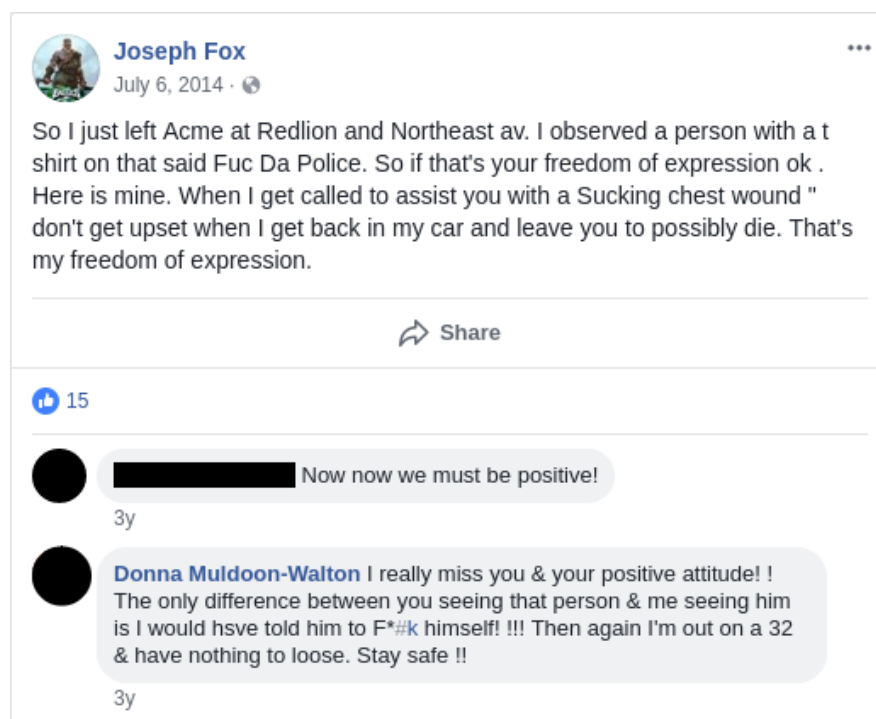 Joseph Fox
July 6, 2014 ·
So I just left Acme at Redlion and Northeast av. I observed a person with a t
shirt on that said Fuc Da Police. So if that's your freedom of expression ok .
Here is mine. When I get called to assist you with a Sucking chest wound "
don't get upset when I get back in my car and leave you to possibly die. That's
my freedom of expression.
Share
15
Now now we must be positive!
3y
Donna Muldoon-Walton I really miss you & your positive attitude! !
The only difference between you seeing that person & me seeing him
is I would hsve told him to F*#k himself! !!! Then again I'm out on a 32
& have nothing to loose. Stay safe !!
3y